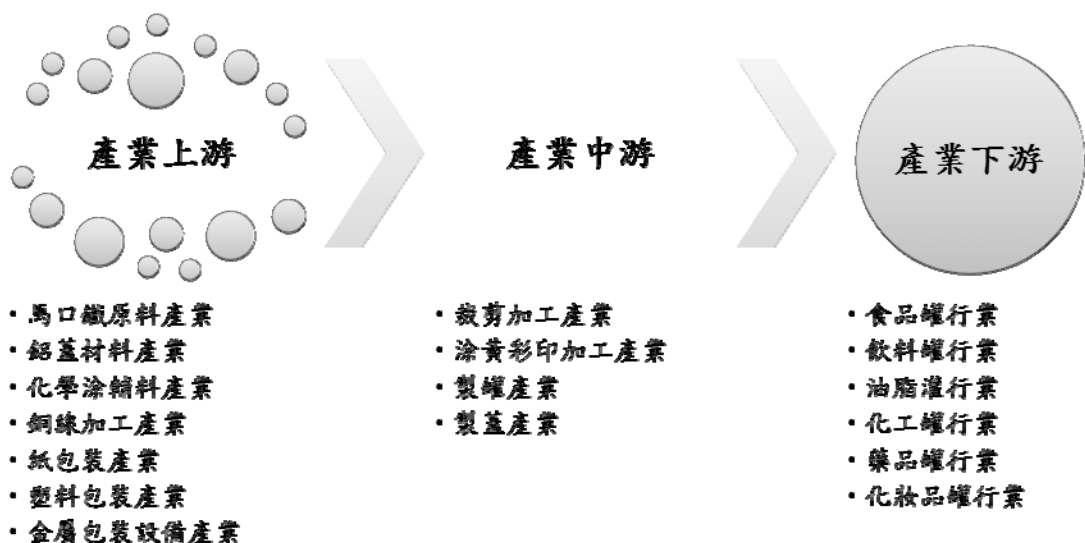 產業上游
• 馬口鐵原料產業
• 鋁蓋材料產業
• 化學涂輔料產業
• 銅線加工產業
• 紙包裝產業
• 塑料包裝產業
• 金屬包裝設備產業
產業中游
• 裁剪加工產業
• 涂黃彩印加工產業
• 製罐產業
• 製蓋產業
產業下游
• 食品罐行業
• 飲料罐行業
• 油脂灌行業
• 化工罐行業
• 藥品罐行業
• 化妝品罐行業